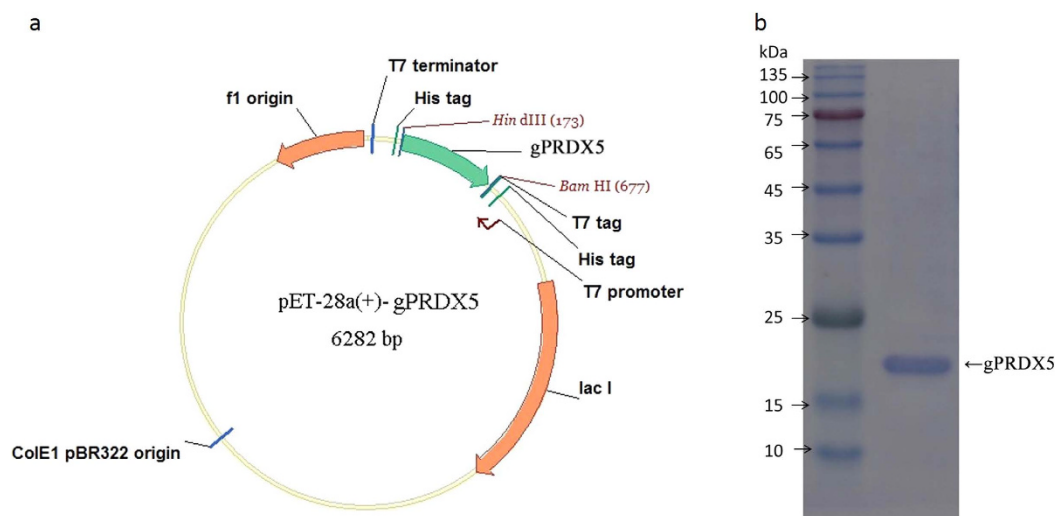 a
T7 terminator
His tag
f1 origin
Hin dIII (173)
gPRDX5
Bam HI (677)
T7 tag
His tag
T7 promoter
pET-28a(+)- gPRDX5
6282 bp
lac I
ColE1 pBR322 origin
b
kDa
135
100
75
65
45
35
25
←gPRDX5
15
10